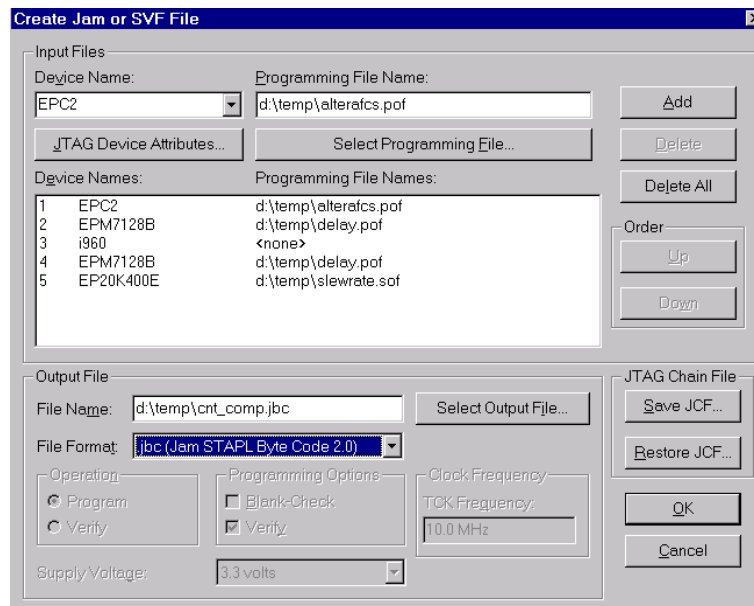 Create Jam or SVF File
Input Files
Device Name: Programming File Name:
EPC2 d:\temp\alterafcs.pof Add
JTAG Device Attributes... Select Programming File... Delete
Device Names: Programming File Names: Delete All
1 EPC2 d:\temp\alterafcs.pof
2 EPM7128B d:\temp\delay.pof
3 i960 <none>
4 EPM7128B d:\temp\delay.pof
5 EP20K400E d:\temp\slewrate.sof
Order
Up
Down
Output File
File Name: d:\temp\cnt_comp.jbc Select Output File...
File Format: jbc (Jam STAPL Byte Code 2.0)
Operation
Program
Verify
Programming Options
Blank-Check
Verify
Clock Frequency
TCK Frequency:
10.0 MHz
Supply Voltage: 3.3 volts
JTAG Chain File
Save JCF...
Restore JCF...
OK
Cancel